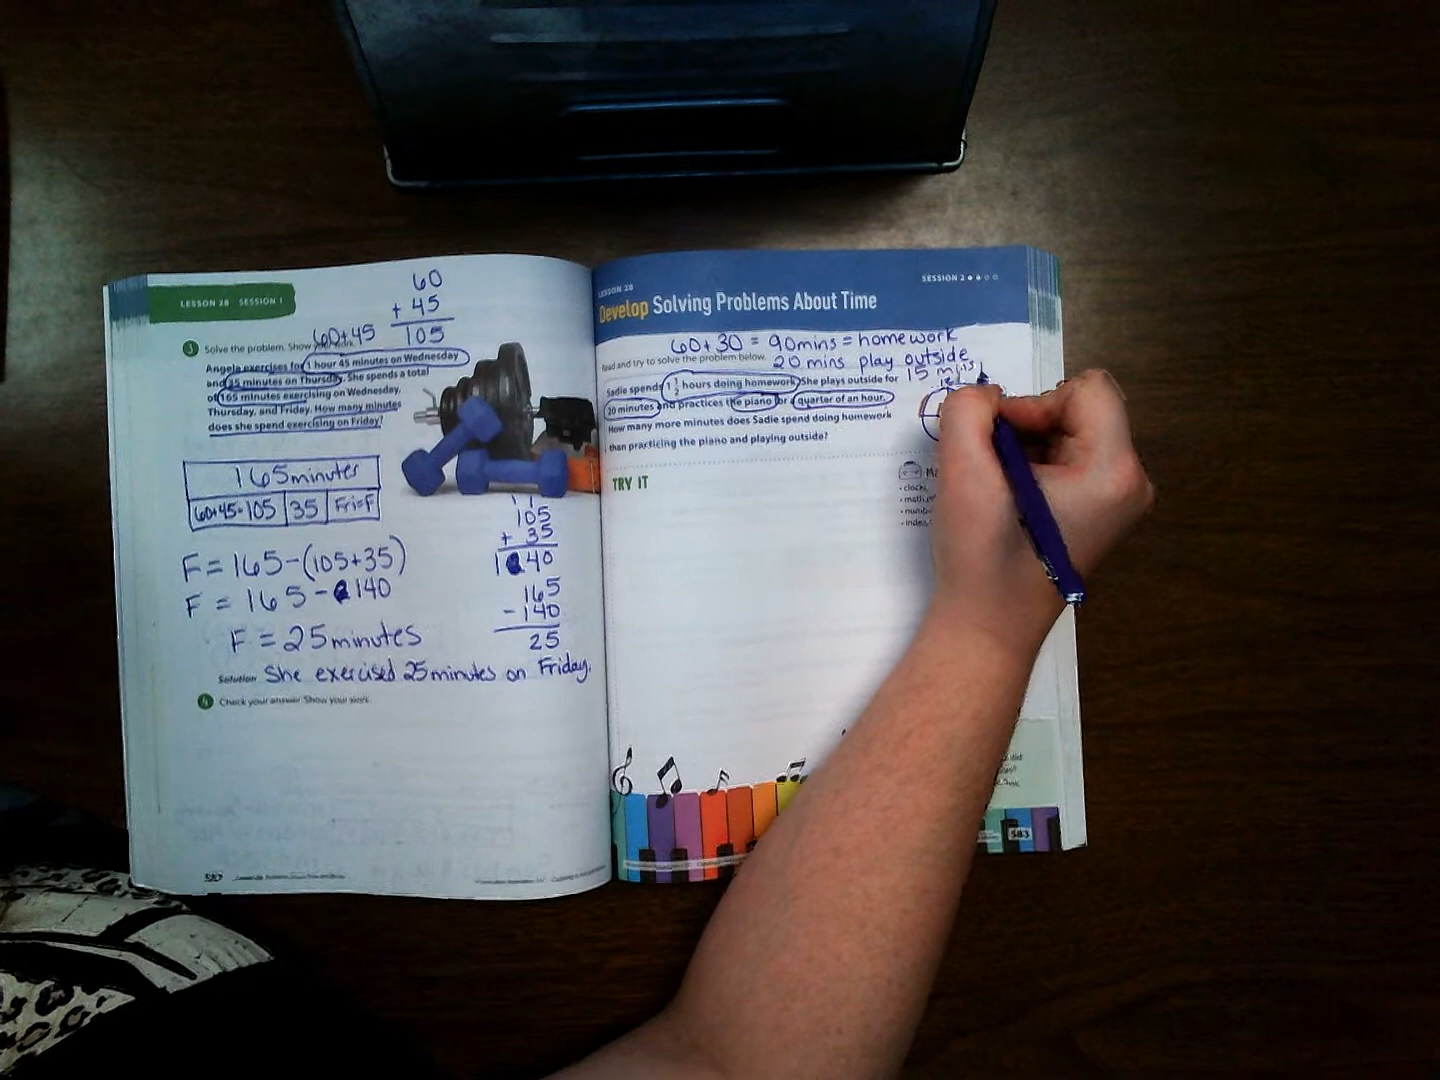 LESSON 28 SESSION 1
60
+ 45
105
60+45
3 Solve the problem. Show your work.
Angela exercises for 1 hour 45 minutes on Wednesday
and 35 minutes on Thursday. She spends a total
of 165 minutes exercising on Wednesday,
Thursday, and Friday. How many minutes
does she spend exercising on Friday?
165 minutes
60+45=105 35 Fri=F
1 1
105
+ 35
140
F = 165-(105+35)
F = 165 - 140
165
-140
25
F = 25 minutes
Solution She exercised 25 minutes on Friday.
4 Check your answer. Show your work.
582
LESSON 28
SESSION 2
Develop Solving Problems About Time
60+30 = 90mins = homework
Read and try to solve the problem below.
20 mins play outside
15 mins
12
Sadie spends 1 1/2 hours doing homework. She plays outside for
20 minutes and practices the piano for quarter of an hour.
How many more minutes does Sadie spend doing homework
than practicing the piano and playing outside?
TRY IT
583